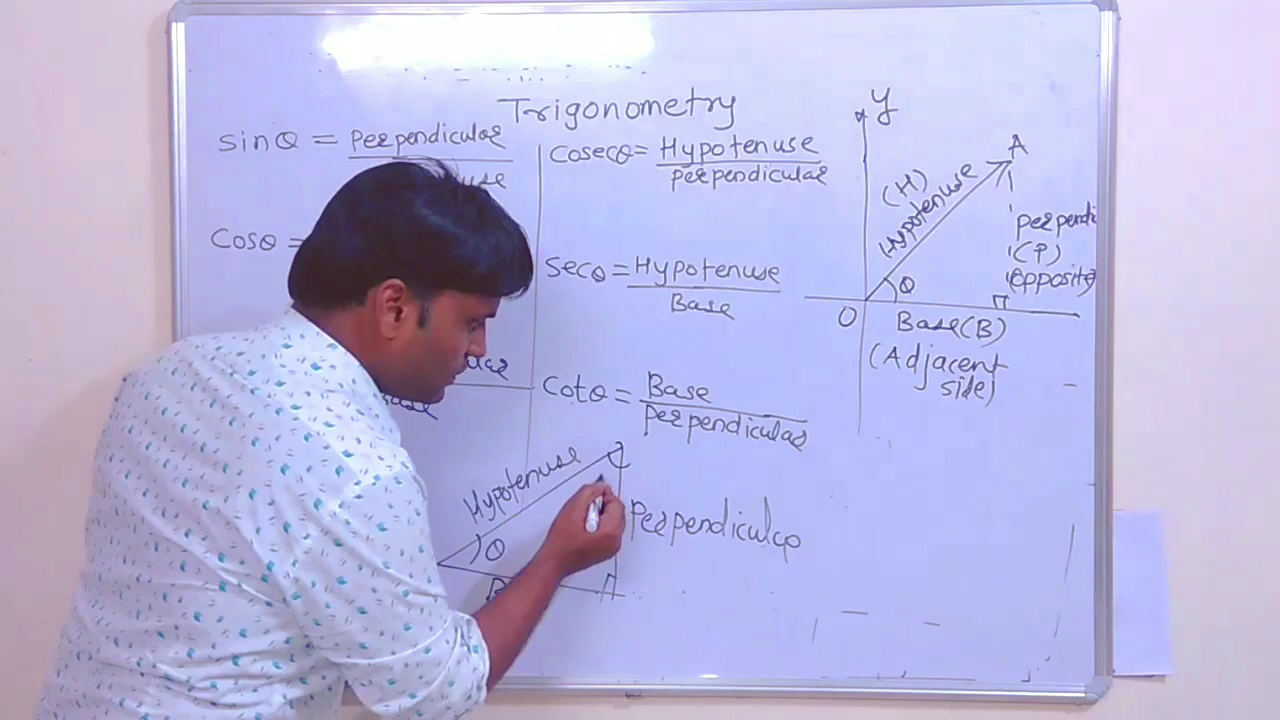 Trigonometry
sinθ = Perpendicular
Cosθ =
Base
Cosecθ = Hypotenuse
perpendicular
Secθ = Hypotenuse
Base
Cotθ = Base
perpendicular
y
A
(H)
Hypotenuse
perpendi
(P)
(opposite)
θ
O
Base(B)
(Adjacent
side)
Hypotenuse
θ
Perpendicular
B